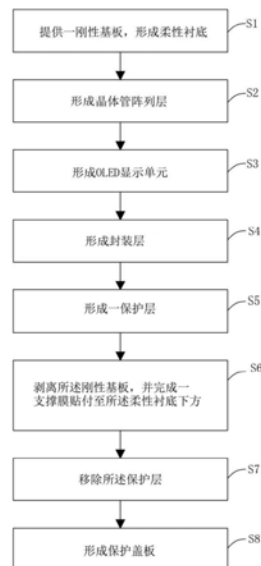 S1
提供一刚性基板，形成柔性衬底
S2
形成晶体管阵列层
S3
形成OLED显示单元
S4
形成封装层
S5
形成一保护层
S6
剥离所述刚性基板，并完成一
支撑膜贴付至所述柔性衬底下方
S7
移除所述保护层
S8
形成保护盖板